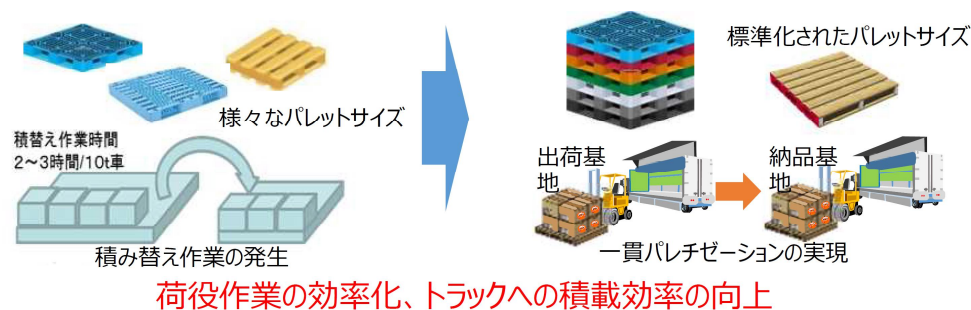 様々なパレットサイズ
積替え作業時間
2～3時間/10t車
積み替え作業の発生
標準化されたパレットサイズ
出荷基
地
納品基
地
一貫パレチゼーションの実現
荷役作業の効率化、トラックへの積載効率の向上